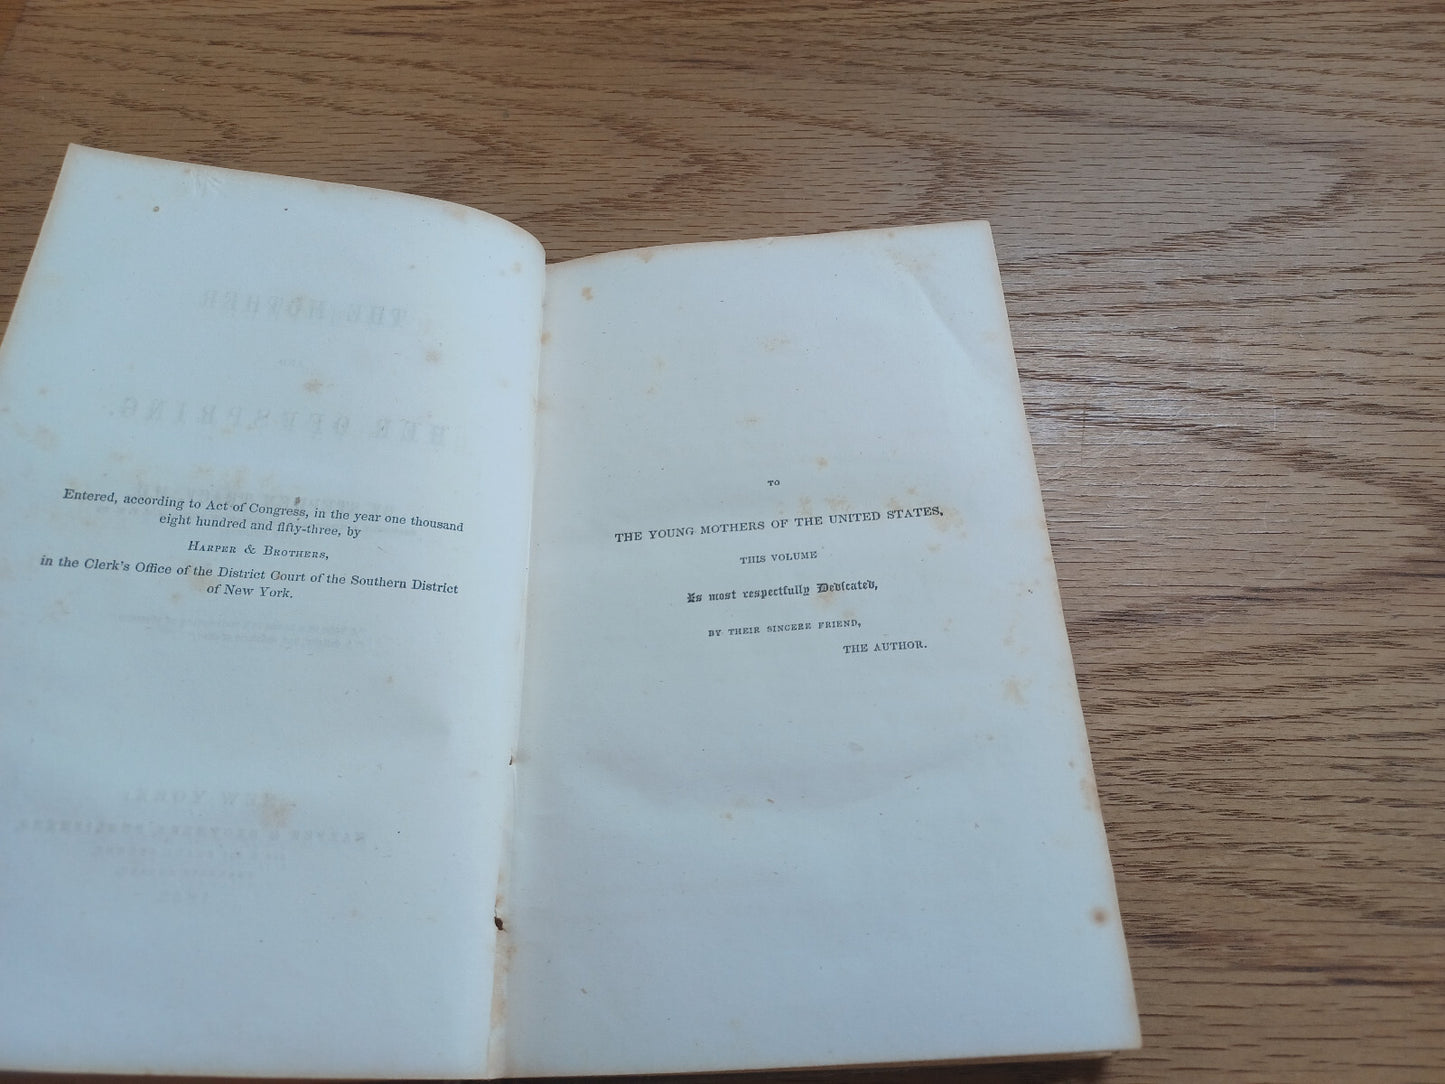 Entered, according to Act of Congress, in the year one thousand
eight hundred and fifty-three, by
HARPER & BROTHERS,
in the Clerk's Office of the District Court of the Southern District
of New York.
TO
THE YOUNG MOTHERS OF THE UNITED STATES,
THIS VOLUME
Is most respectfully Dedicated,
BY THEIR SINCERE FRIEND,
THE AUTHOR.